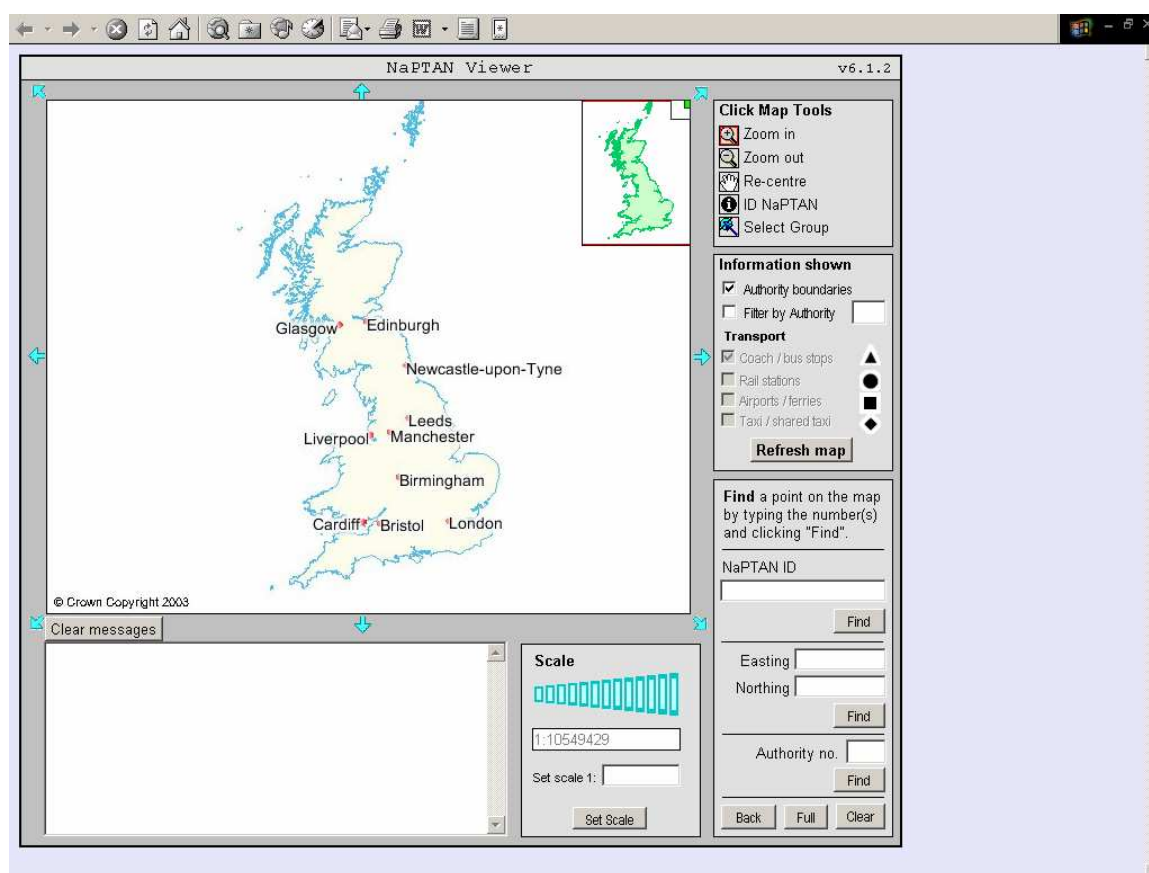 NaPTAN Viewer
v6.1.2
Glasgow
Edinburgh
Newcastle-upon-Tyne
Leeds
Liverpool
Manchester
Birmingham
Cardiff
Bristol
London
© Crown Copyright 2003
Click Map Tools
Zoom in
Zoom out
Re-centre
ID NaPTAN
Select Group
Information shown
Authority boundaries
Filter by Authority
Transport
Coach / bus stops
Rail stations
Airports / ferries
Taxi / shared taxi
Refresh map
Find a point on the map
by typing the number(s)
and clicking "Find".
NaPTAN ID
Find
Easting
Northing
Find
Authority no.
Find
Back Full Clear
Clear messages
Scale
1:10549429
Set scale 1:
Set Scale